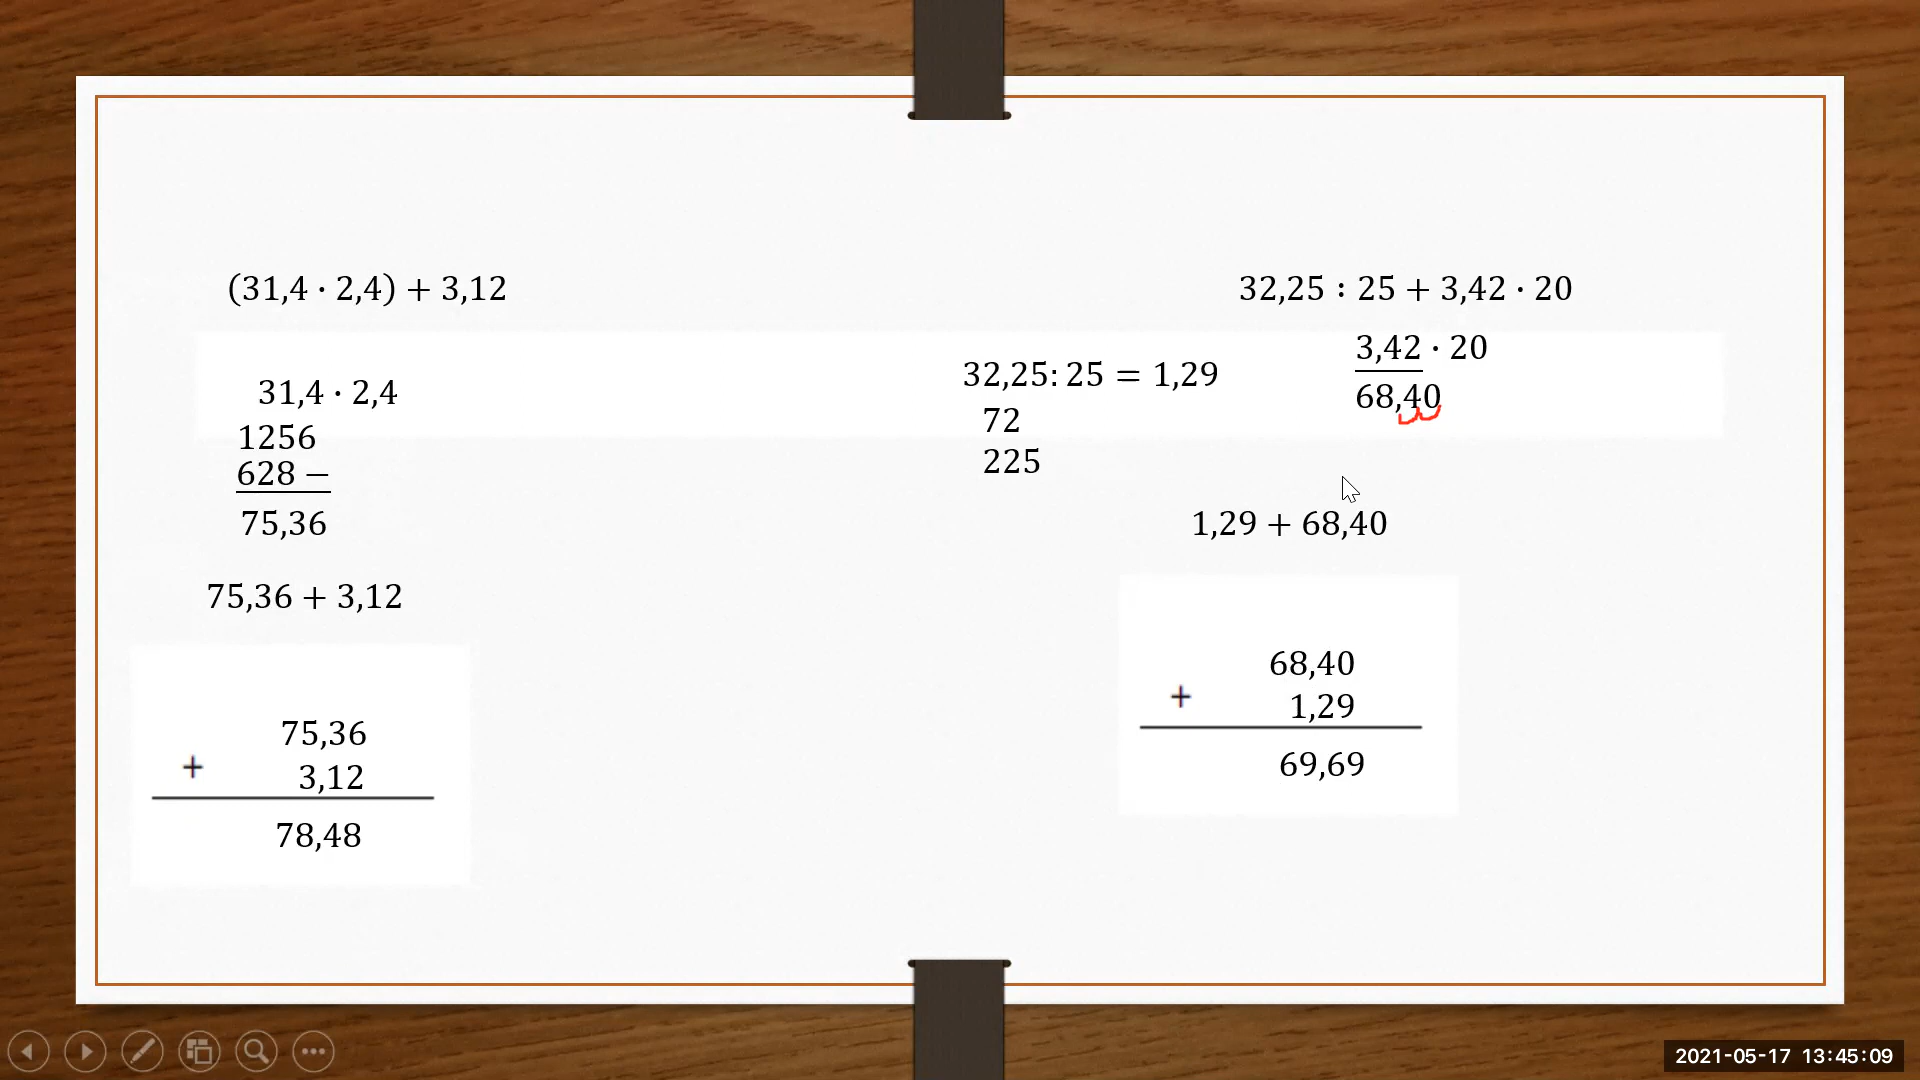 (31,4 · 2,4) + 3,12
31,4 · 2,4
1256
628 −
75,36
75,36 + 3,12
75,36
+ 3,12
78,48
32,25 : 25 + 3,42 · 20
32,25: 25 = 1,29
72
225
3,42 · 20
68,40
1,29 + 68,40
68,40
+ 1,29
69,69
2021-05-17 13:45:09